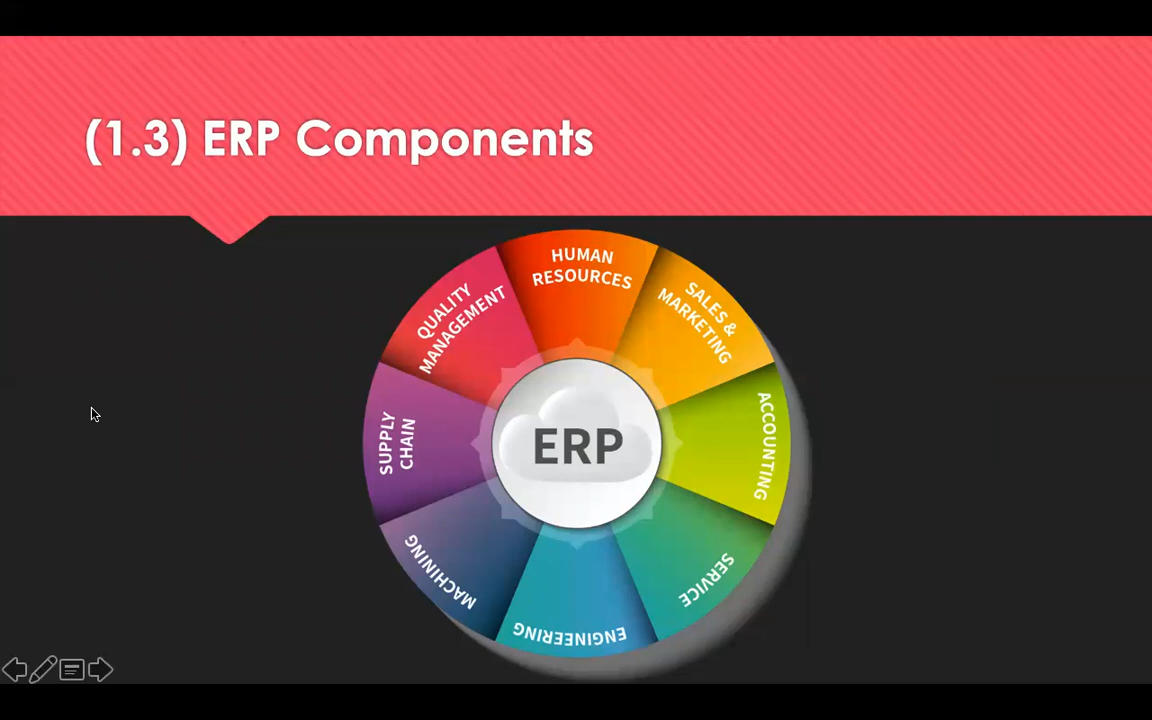 (1.3) ERP Components
HUMAN
RESOURCES
SALES &
MARKETING
ACCOUNTING
SERVICE
ENGINEERING
MACHINING
SUPPLY
CHAIN
QUALITY
MANAGEMENT
ERP